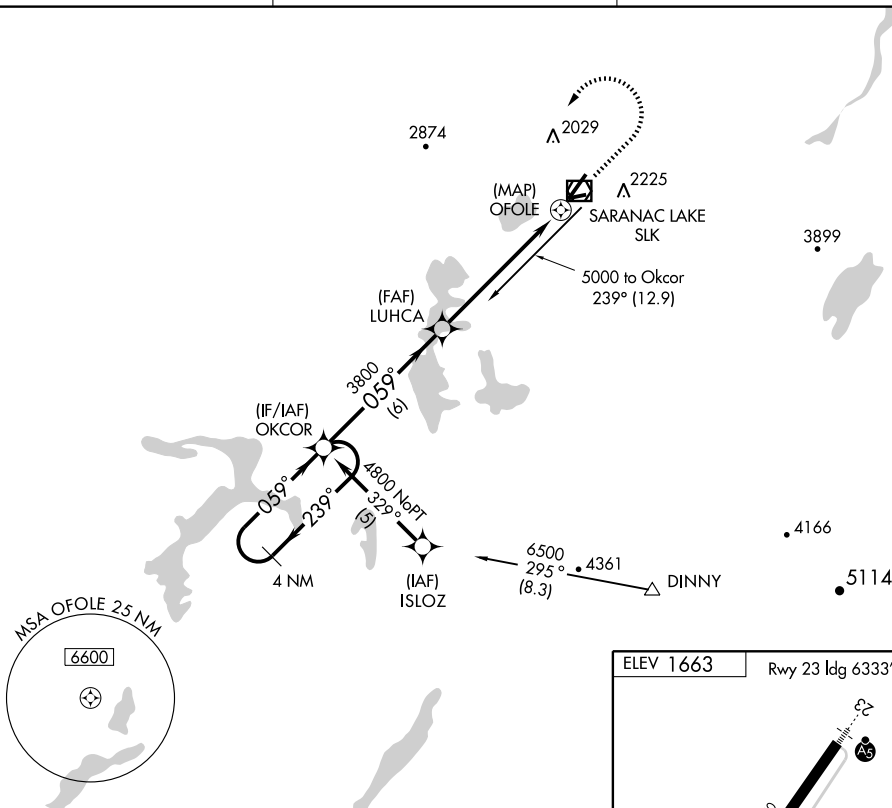 2874
2029
(MAP)
OFOLE
2225
SARANAC LAKE
SLK
3899
5000 to Okcor
239° (12.9)
(FAF)
LUHCA
3800
059°
(6)
(IF/IAF)
OKCOR
4800 NoPT
329°
(5)
059°
239°
4 NM
(IAF)
ISLOZ
6500
295°
(8.3)
4361
4166
DINNY
5114
MSA OFOLE 25 NM
6600
ELEV 1663
Rwy 23 ldg 6333'
23
A5